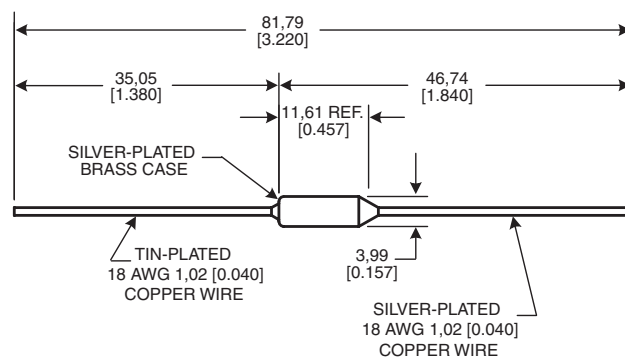 81,79
[3.220]
35,05
[1.380]
46,74
[1.840]
11,61 REF.
[0.457]
SILVER-PLATED
BRASS CASE
TIN-PLATED
18 AWG 1,02 [0.040]
COPPER WIRE
3,99
[0.157]
SILVER-PLATED
18 AWG 1,02 [0.040]
COPPER WIRE